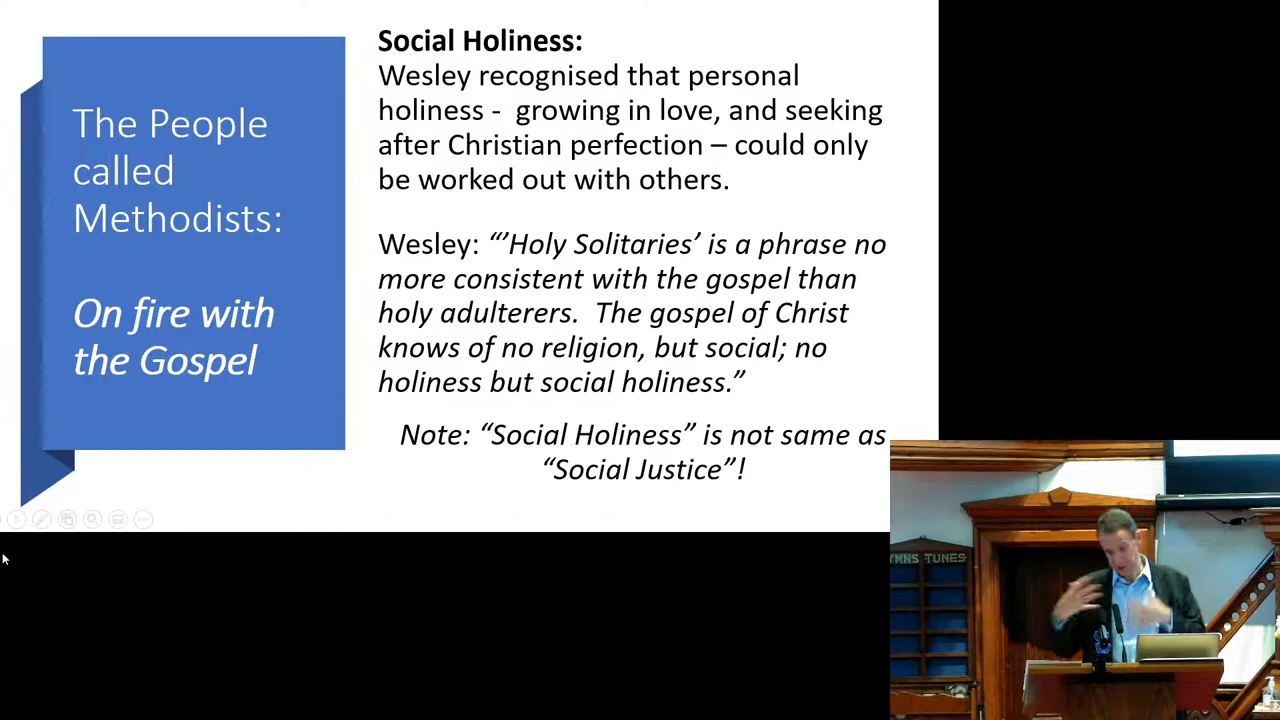 The People
called
Methodists:
On fire with
the Gospel
Social Holiness:
Wesley recognised that personal
holiness -  growing in love, and seeking
after Christian perfection – could only
be worked out with others.
Wesley: “’Holy Solitaries’ is a phrase no
more consistent with the gospel than
holy adulterers.  The gospel of Christ
knows of no religion, but social; no
holiness but social holiness.”
Note: “Social Holiness” is not same as
“Social Justice”!
YMNS TUNES